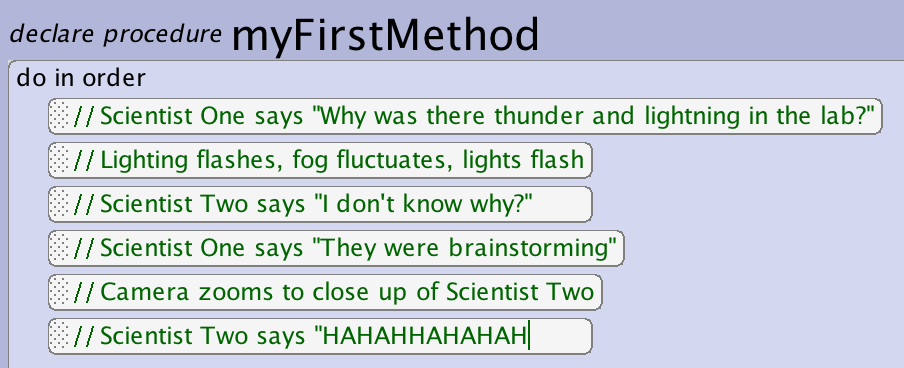 declare procedure myFirstMethod
do in order
// Scientist One says "Why was there thunder and lightning in the lab?"
// Lighting flashes, fog fluctuates, lights flash
// Scientist Two says "I don't know why?"
// Scientist One says "They were brainstorming"
// Camera zooms to close up of Scientist Two
// Scientist Two says "HAHAHHAHAHAH